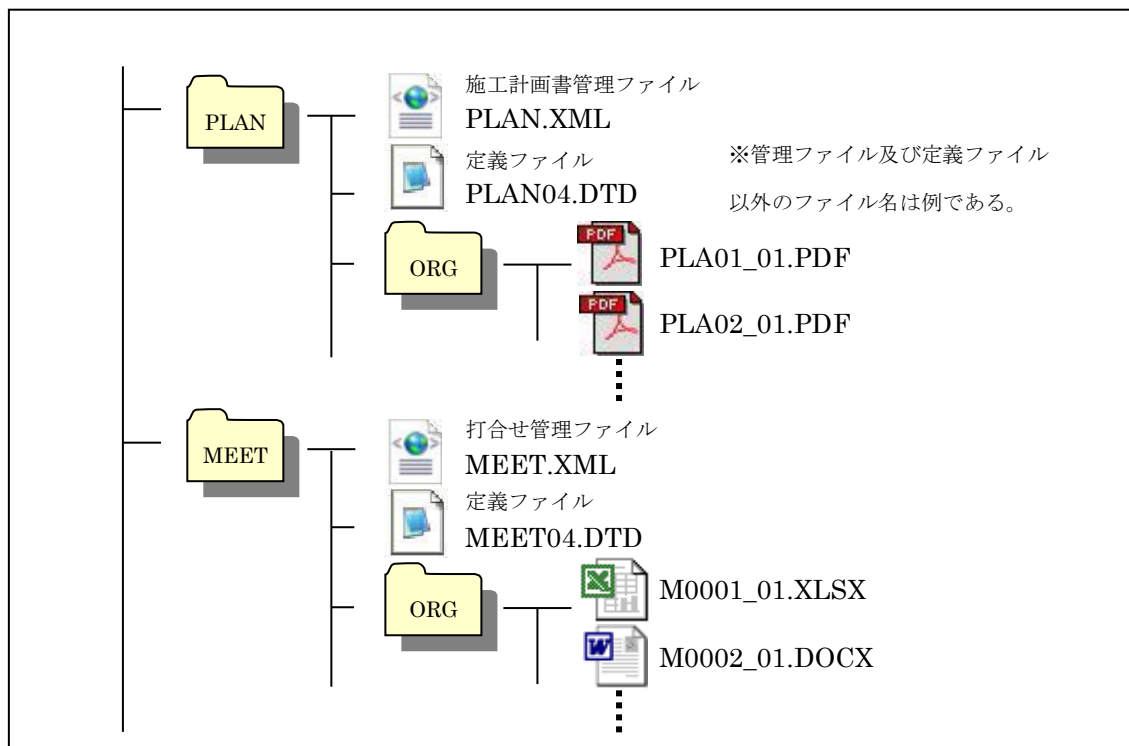 施工計画書管理ファイル
PLAN.XML
PLAN
定義ファイル
PLAN04.DTD
※管理ファイル及び定義ファイル
以外のファイル名は例である。
ORG
PDF
PLA01_01.PDF
PDF
PLA02_01.PDF
打合せ管理ファイル
MEET.XML
MEET
定義ファイル
MEET04.DTD
ORG
M0001_01.XLSX
M0002_01.DOCX